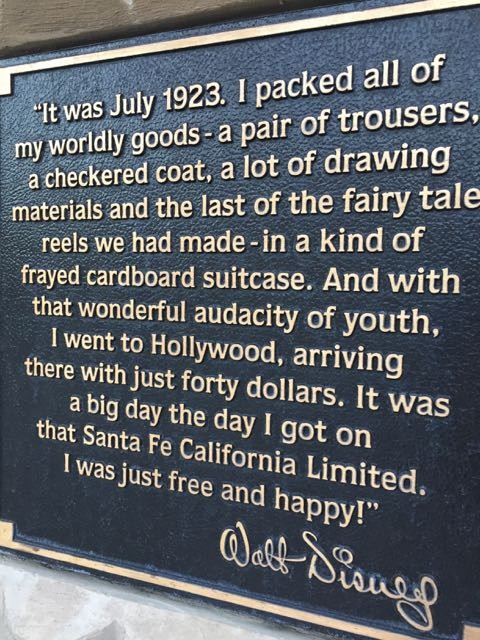 "It was July 1923. I packed all of
my worldly goods - a pair of trousers,
a checkered coat, a lot of drawing
materials and the last of the fairy tale
reels we had made - in a kind of
frayed cardboard suitcase. And with
that wonderful audacity of youth,
I went to Hollywood, arriving
there with just forty dollars. It was
a big day the day I got on
that Santa Fe California Limited.
I was just free and happy!"
Walt Disney